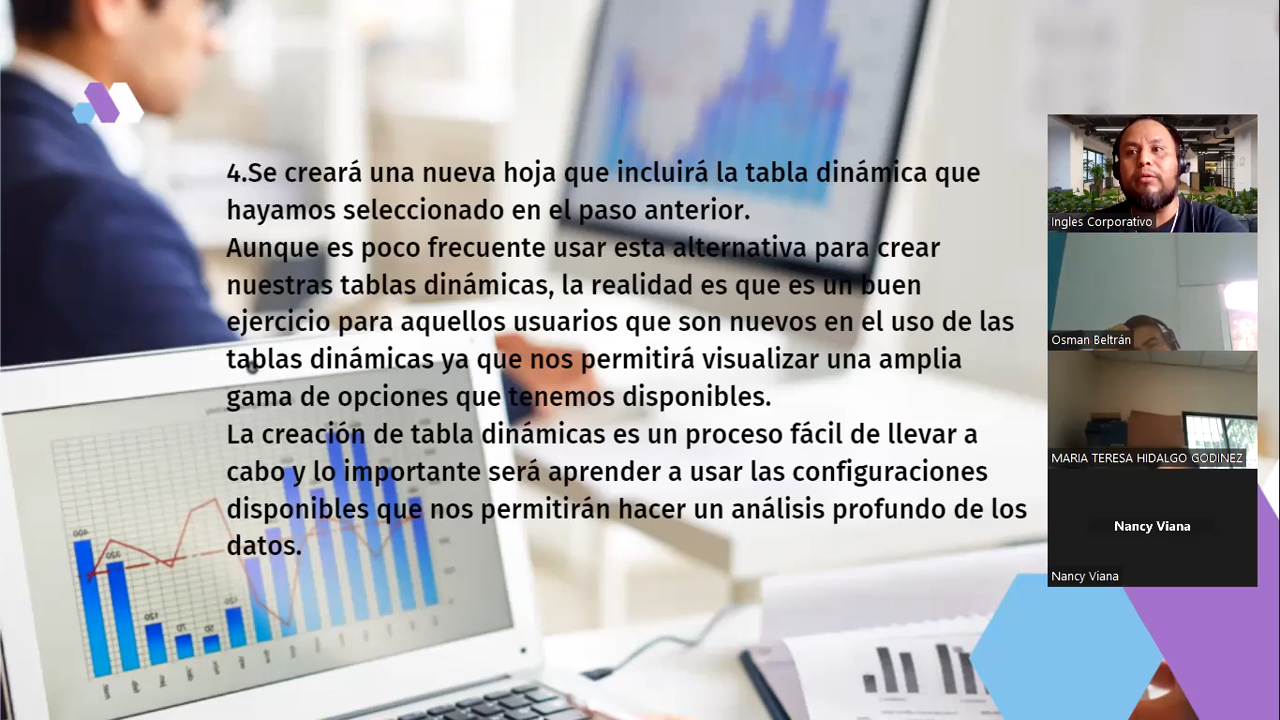 4.Se creará una nueva hoja que incluirá la tabla dinámica que
hayamos seleccionado en el paso anterior.
Aunque es poco frecuente usar esta alternativa para crear
nuestras tablas dinámicas, la realidad es que es un buen
ejercicio para aquellos usuarios que son nuevos en el uso de las
tablas dinámicas ya que nos permitirá visualizar una amplia
gama de opciones que tenemos disponibles.
La creación de tabla dinámicas es un proceso fácil de llevar a
cabo y lo importante será aprender a usar las configuraciones
disponibles que nos permitirán hacer un análisis profundo de los
datos.
Ingles Corporativo
Osman Beltrán
MARIA TERESA HIDALGO GODINEZ
Nancy Viana
Nancy Viana